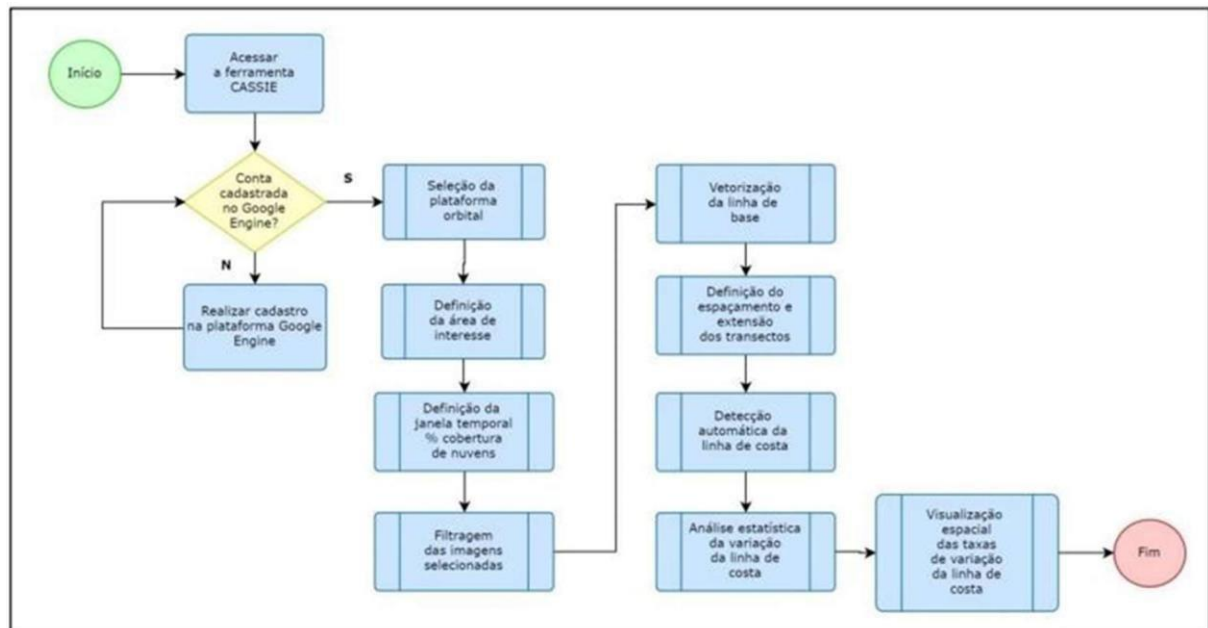 Início
Acessar
a ferramenta
CASSIE
Conta
cadastrada
no Google
Engine?
S
N
Realizar cadastro
na plataforma Google
Engine
Seleção da
plataforma
orbital
Definição
da área de
interesse
Definição da
janela temporal
% cobertura
de nuvens
Filtragem
das imagens
selecionadas
Vetorização
da linha de
base
Definição do
espaçamento e
extensão
dos transectos
Detecção
automática da
linha de costa
Análise estatística
da variação
da linha de
costa
Visualização
espacial
das taxas
de variação
da linha de
costa
Fim